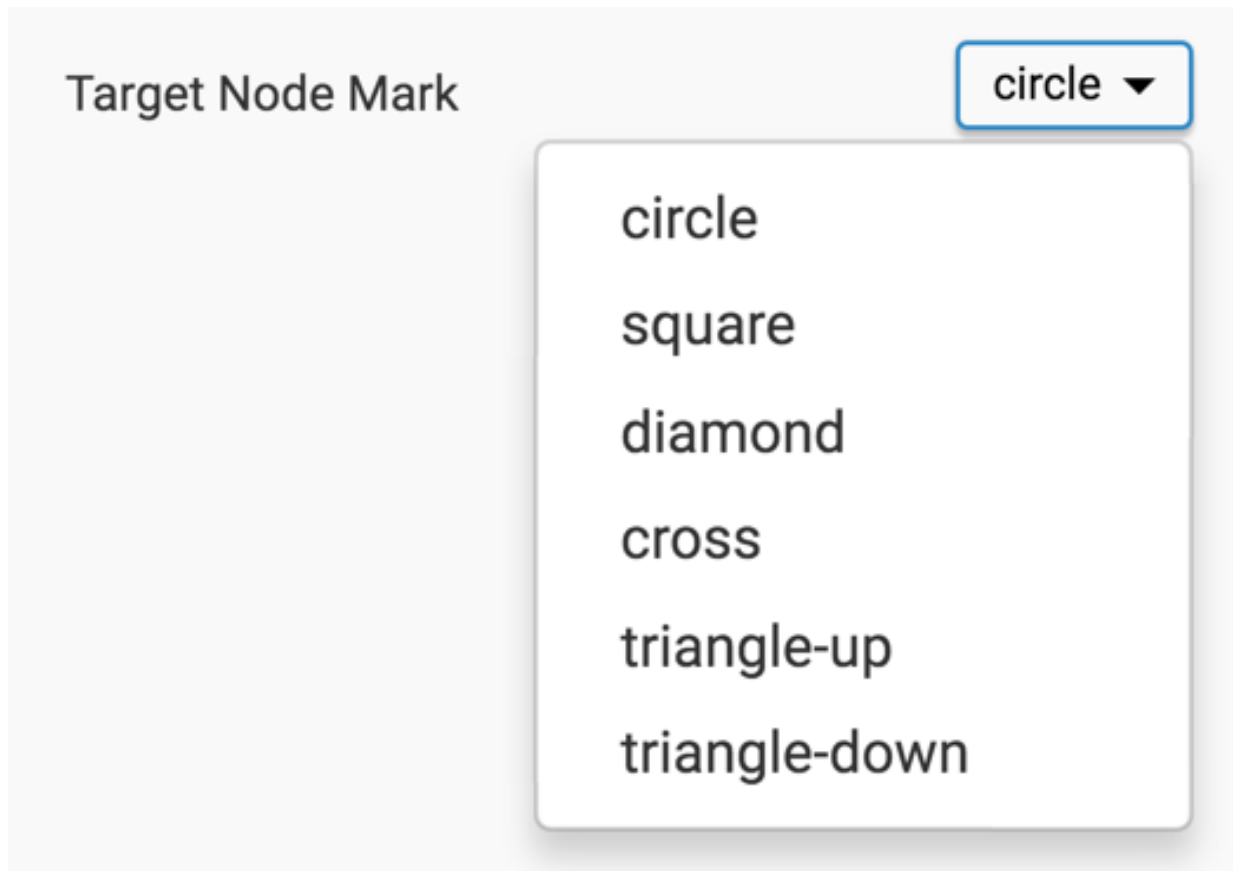 Target Node Mark
circle
circle
square
diamond
cross
triangle-up
triangle-down